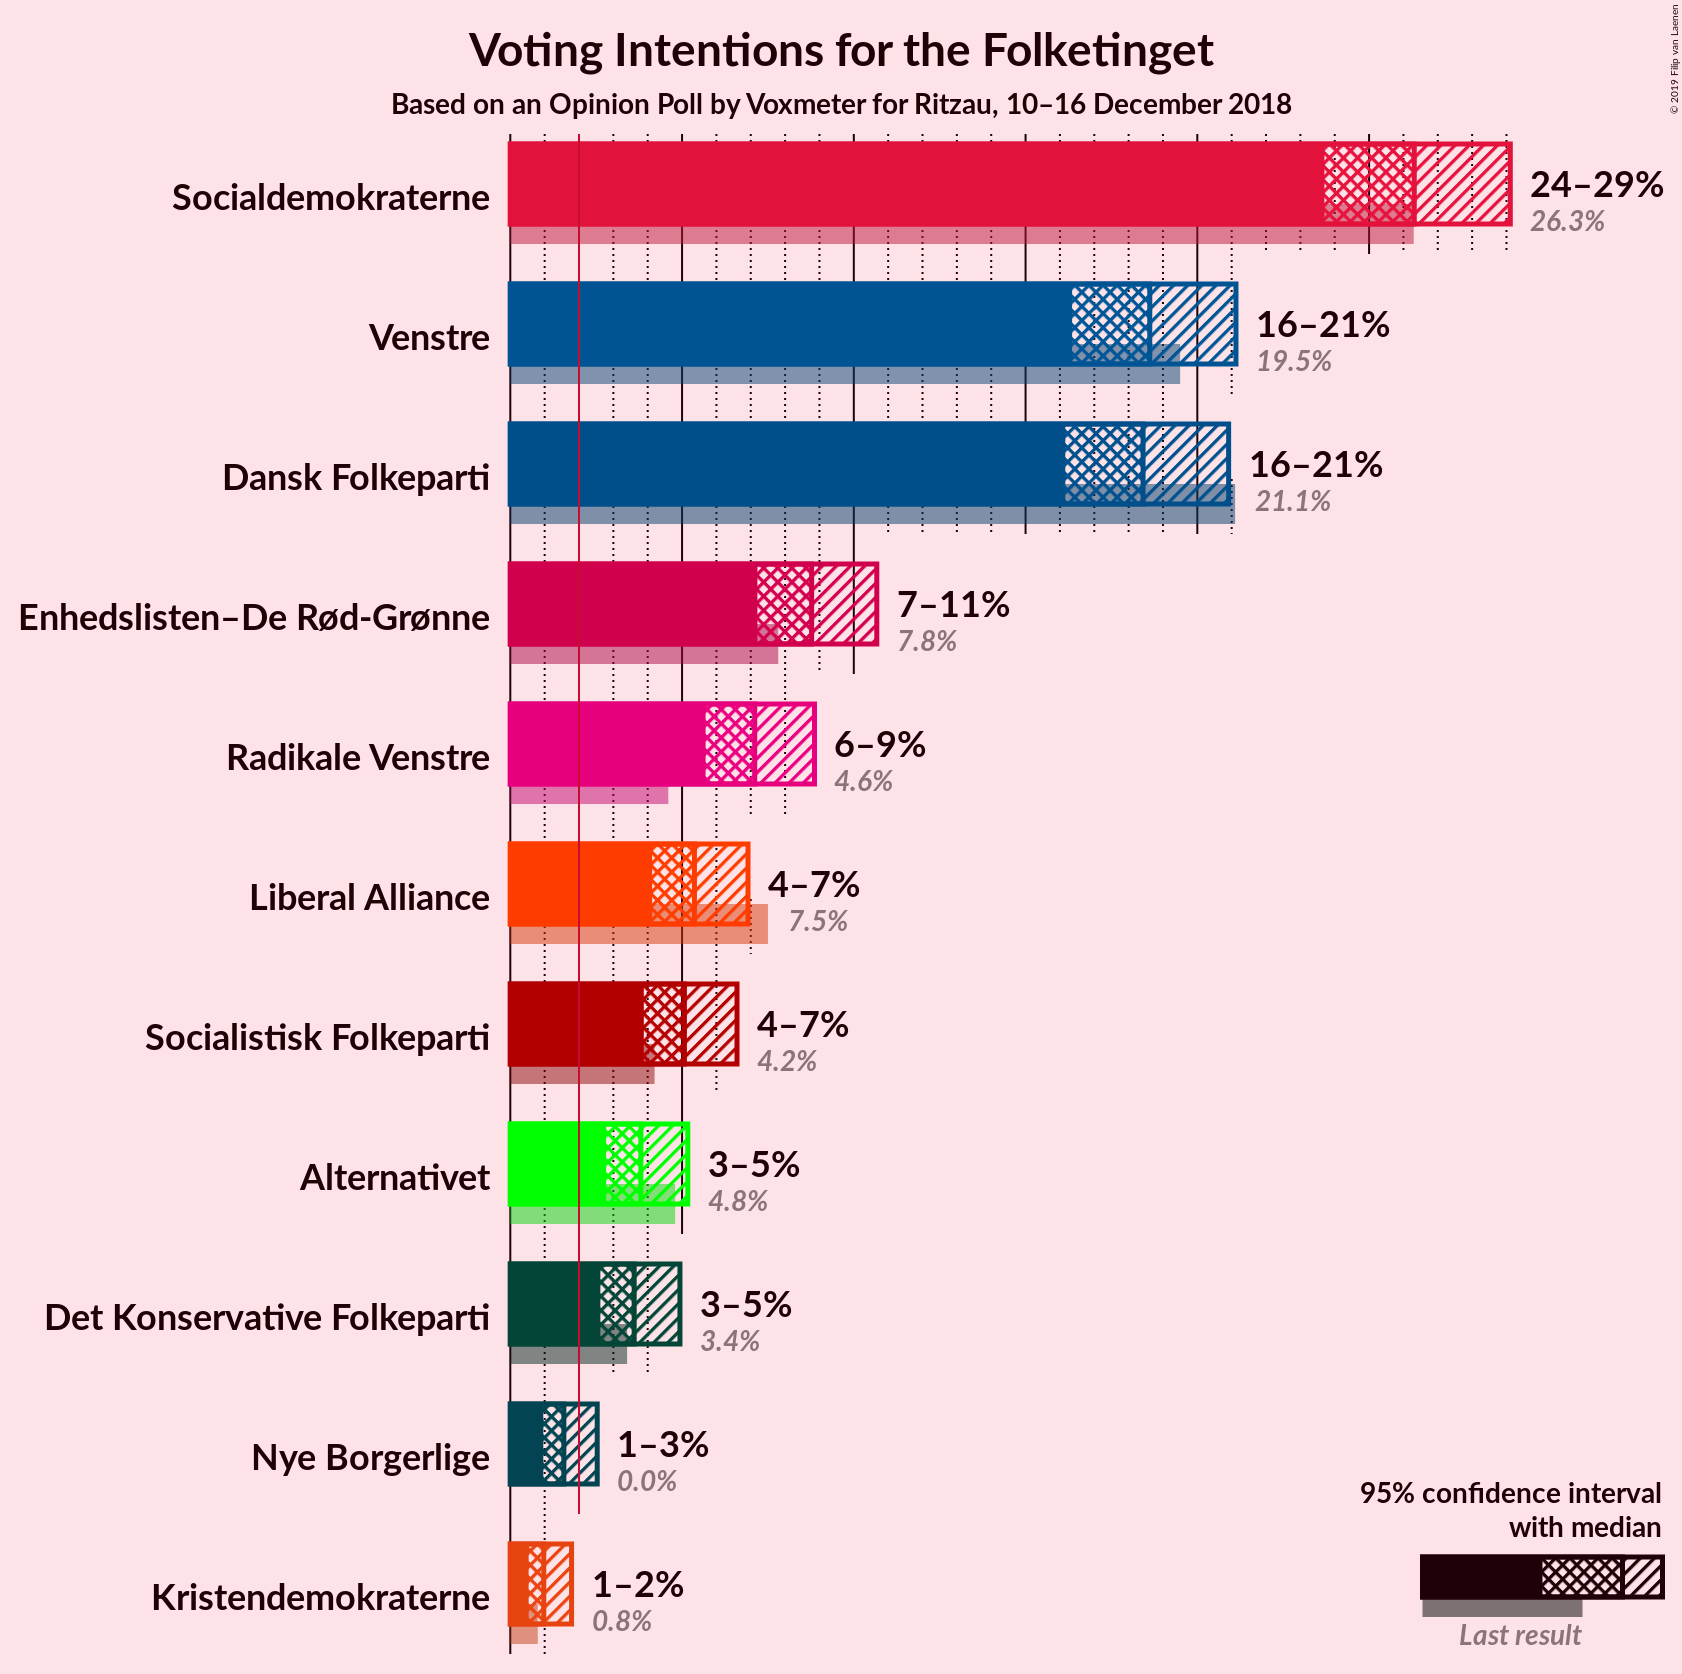 Voting Intentions for the Folketinget
Based on an Opinion Poll by Voxmeter for Ritzau, 10–16 December 2018
© 2019 Filip van Laenen
Socialdemokraterne
24–29%
26.3%
Venstre
16–21%
19.5%
Dansk Folkeparti
16–21%
21.1%
Enhedslisten–De Rød-Grønne
7–11%
7.8%
Radikale Venstre
6–9%
4.6%
Liberal Alliance
4–7%
7.5%
Socialistisk Folkeparti
4–7%
4.2%
Alternativet
3–5%
4.8%
Det Konservative Folkeparti
3–5%
3.4%
Nye Borgerlige
1–3%
0.0%
Kristendemokraterne
1–2%
0.8%
95% confidence interval
with median
Last result